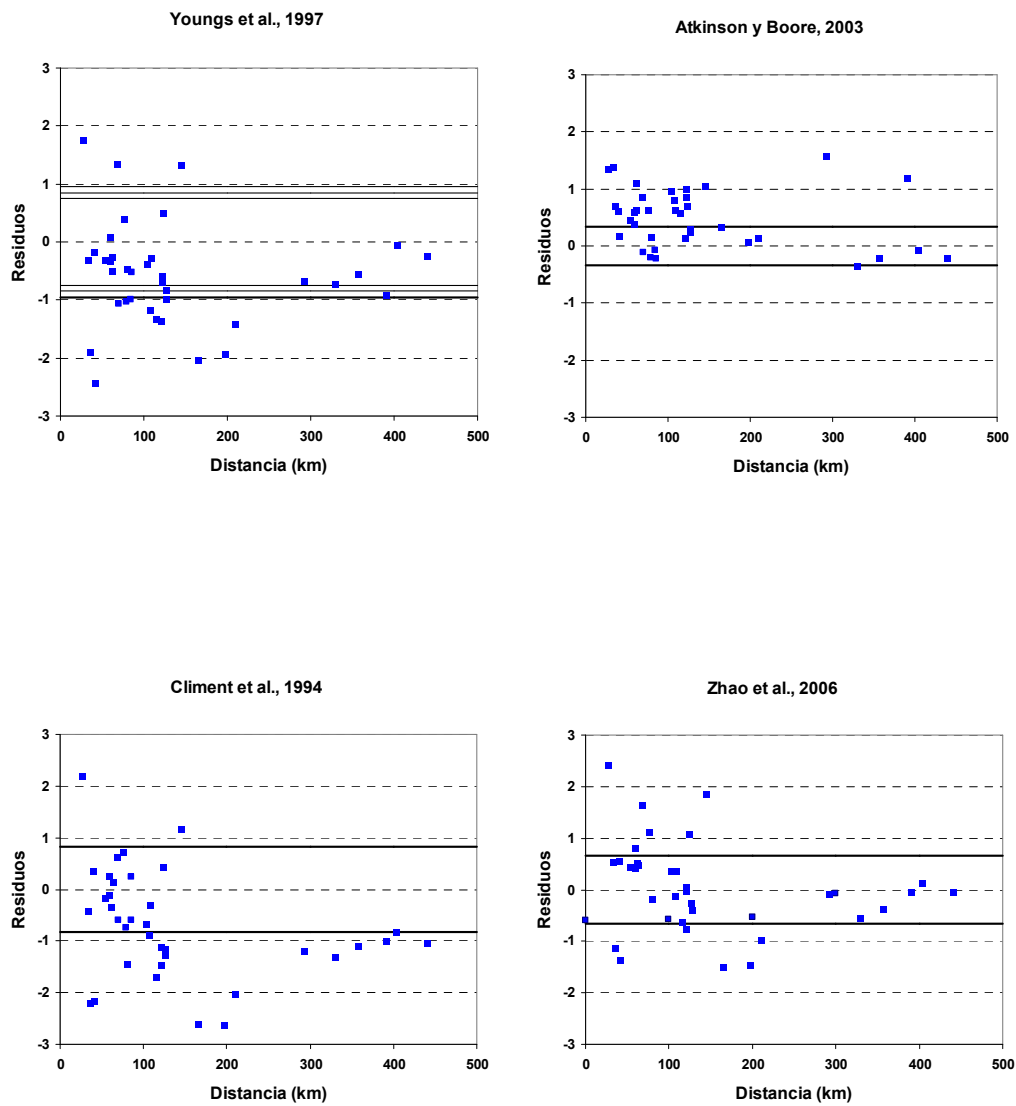 Youngs et al., 1997
3
2
1
0
-1
-2
-3
Residuos
0 100 200 300 400 500
Distancia (km)
Atkinson y Boore, 2003
3
2
1
0
-1
-2
-3
Residuos
0 100 200 300 400 500
Distancia (km)
Climent et al., 1994
3
2
1
0
-1
-2
-3
Residuos
0 100 200 300 400 500
Distancia (km)
Zhao et al., 2006
3
2
1
0
-1
-2
-3
Residuos
0 100 200 300 400 500
Distancia (km)